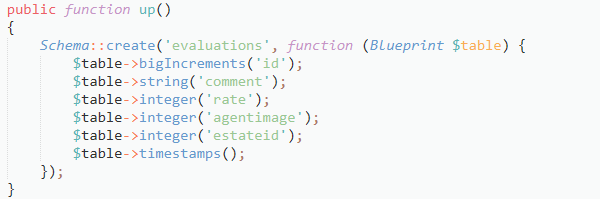 public function up()
{
    Schema::create('evaluations', function (Blueprint $table) {
        $table->bigIncrements('id');
        $table->string('comment');
        $table->integer('rate');
        $table->integer('agentimage');
        $table->integer('estateid');
        $table->timestamps();
    });
}